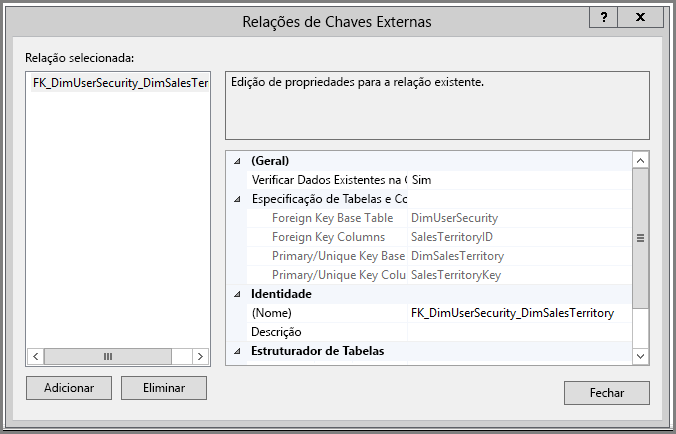 Relações de Chaves Externas
? X
Relação selecionada:
FK_DimUserSecurity_DimSalesTer
Edição de propriedades para a relação existente.
(Geral)
Verificar Dados Existentes na C Sim
Especificação de Tabelas e Co
Foreign Key Base Table DimUserSecurity
Foreign Key Columns SalesTerritoryID
Primary/Unique Key Base DimSalesTerritory
Primary/Unique Key Colu SalesTerritoryKey
Identidade
(Nome) FK_DimUserSecurity_DimSalesTerritory
Descrição
Estruturador de Tabelas
Adicionar Eliminar
Fechar